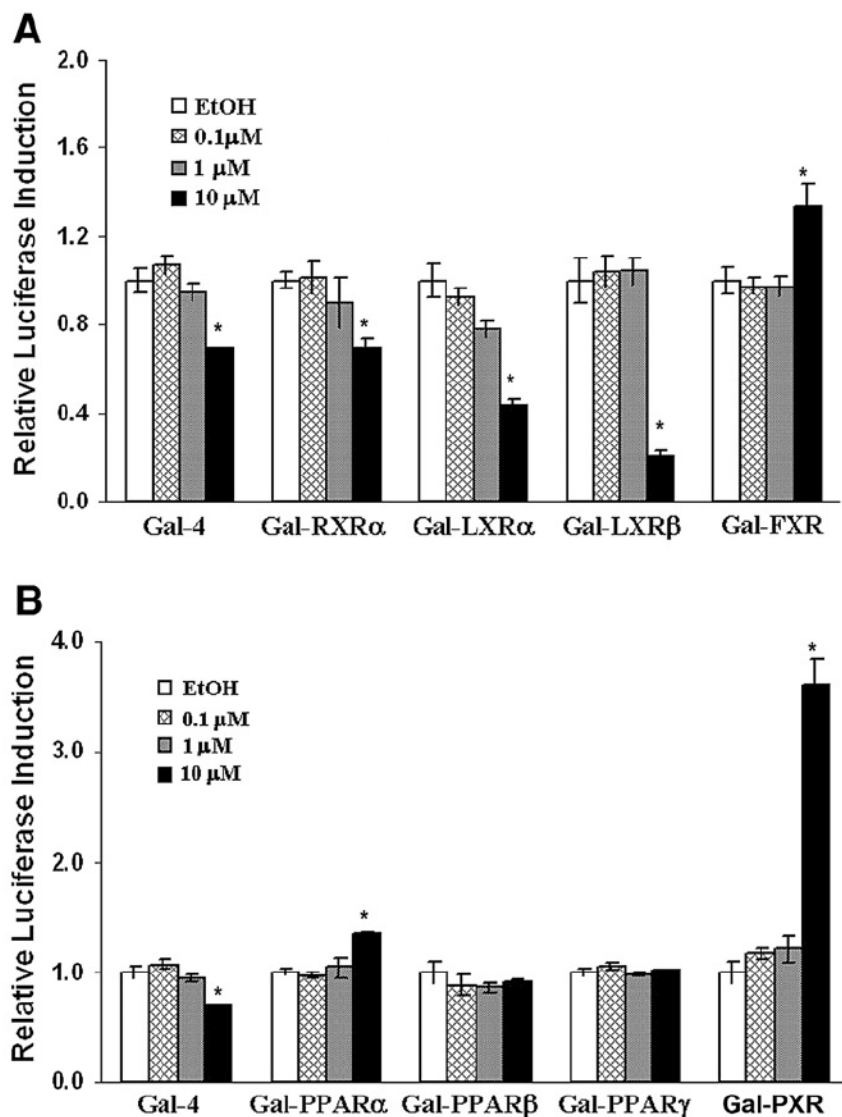 A
Relative Luciferase Induction
2.0
1.6
1.2
0.8
0.4
0.0
EtOH
0.1μM
1 μM
10 μM
* * * * *
Gal-4 Gal-RXRα Gal-LXRα Gal-LXRβ Gal-FXR
B
Relative Luciferase Induction
4.0
3.0
2.0
1.0
0.0
EtOH
0.1 μM
1 μM
10 μM
* * *
Gal-4 Gal-PPARα Gal-PPARβ Gal-PPARγ Gal-PXR